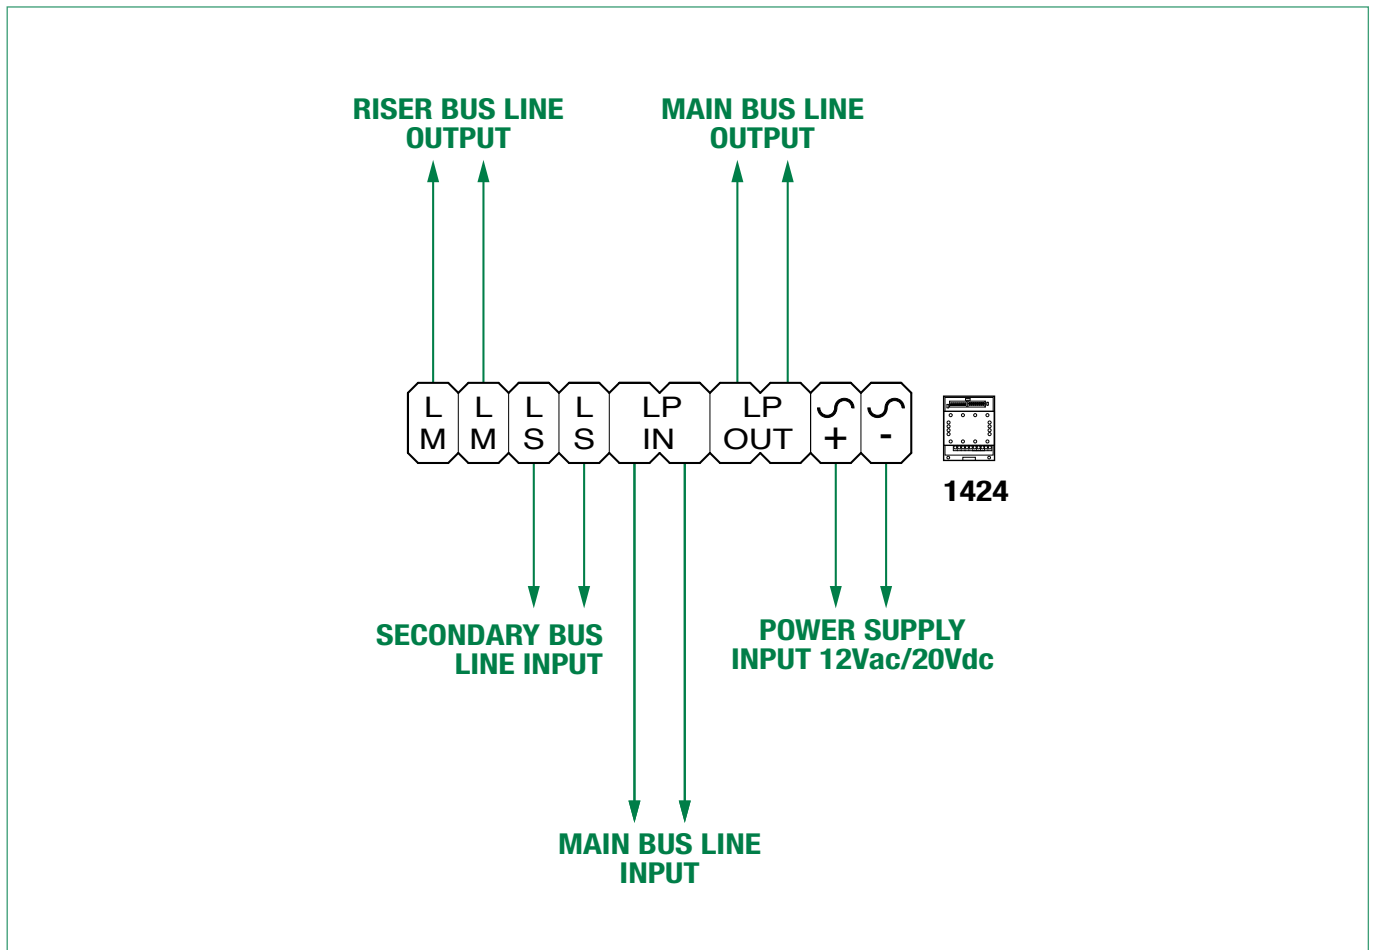 RISER BUS LINE
OUTPUT
MAIN BUS LINE
OUTPUT
L L L L LP LP + -
M M S S IN OUT
1424
SECONDARY BUS
LINE INPUT
POWER SUPPLY
INPUT 12Vac/20Vdc
MAIN BUS LINE
INPUT